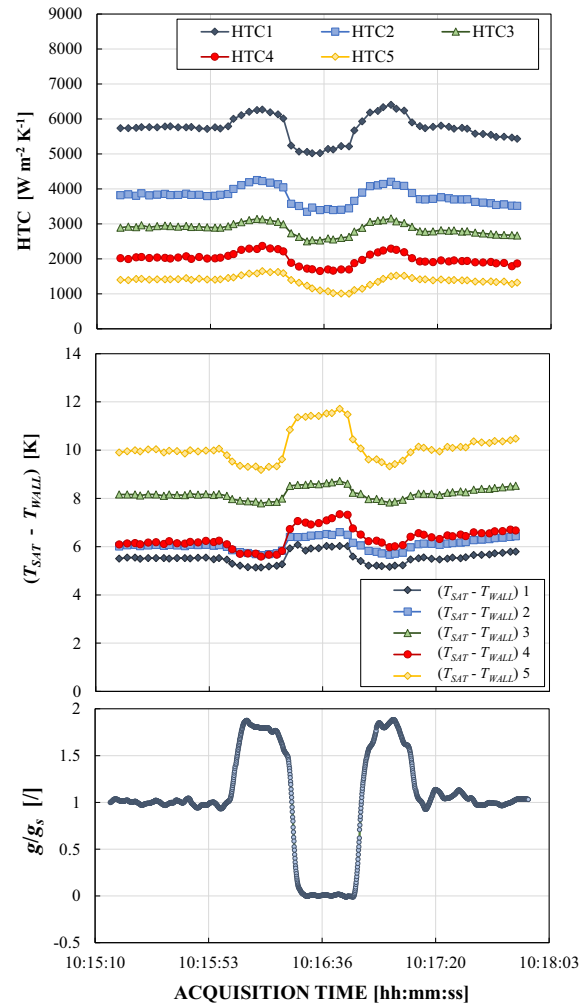 9000
8000
7000
6000
5000
4000
3000
2000
1000
0
HTC [W m-2 K-1]
HTC1 HTC2 HTC3
HTC4 HTC5
14
12
10
8
6
4
2
0
(TSAT - TWALL) [K]
(TSAT - TWALL) 1
(TSAT - TWALL) 2
(TSAT - TWALL) 3
(TSAT - TWALL) 4
(TSAT - TWALL) 5
2
1.5
1
0.5
0
-0.5
g/gs [/]
10:15:10 10:15:53 10:16:36 10:17:20 10:18:03
ACQUISITION TIME [hh:mm:ss]